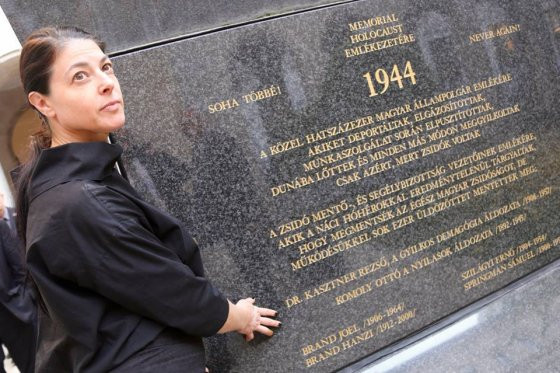 MEMORIAL
HOLOCAUST
EMLÉKEZETÉRE
SOHA TÖBBÉ!
NEVER AGAIN!
1944
A KÖZEL HATSZÁZEZER MAGYAR ÁLLAMPOLGÁR EMLÉKÉRE
AKIKET DEPORTÁLTAK, ELGÁZOSÍTOTTAK,
MUNKASZOLGÁLAT SORÁN ELPUSZTÍTOTTAK,
DUNÁBA LŐTTEK ÉS MINDEN MÁS MÓDON MEGGYILKOLTAK
CSAK AZÉRT, MERT ZSIDÓK VOLTAK
A ZSIDÓ MENTŐ- ÉS SEGÉLYBIZOTTSÁG VEZETŐINEK EMLÉKÉRE,
AKIK A NÁCI HÓHÉROKKAL EREDMÉNYTELENÜL TÁRGYALTAK,
HOGY MEGMENTSÉK AZ EGÉSZ MAGYAR ZSIDÓSÁGOT, DE
MŰKÖDÉSÜKKEL SOK EZER ÜLDÖZÖTTET MENTETTEK MEG.
DR. KASZTNER REZSŐ, A GYILKOS DEMAGÓGIA ÁLDOZATA
KOMOLY OTTÓ A NYILASOK ÁLDOZATA
SZILÁGYI ERNŐ
SPRINGMAN SÁMUEL
BRAND JOEL
BRAND HANZI